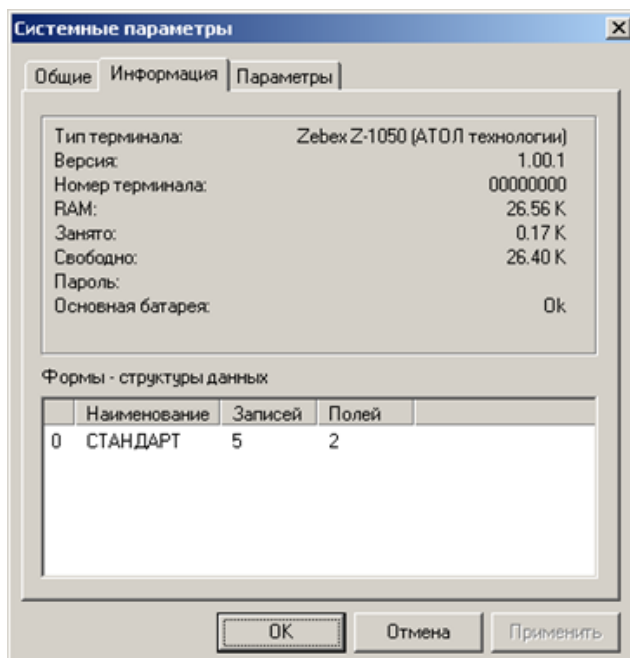 Системные параметры
Общие Информация Параметры
Тип терминала: Zebex Z-1050 (АТОЛ технологии)
Версия: 1.00.1
Номер терминала: 00000000
RAM: 26.56 K
Занято: 0.17 K
Свободно: 26.40 K
Пароль:
Основная батарея: Ok
Формы - структуры данных
Наименование Записей Полей
0 СТАНДАРТ 5 2
OK Отмена Применить